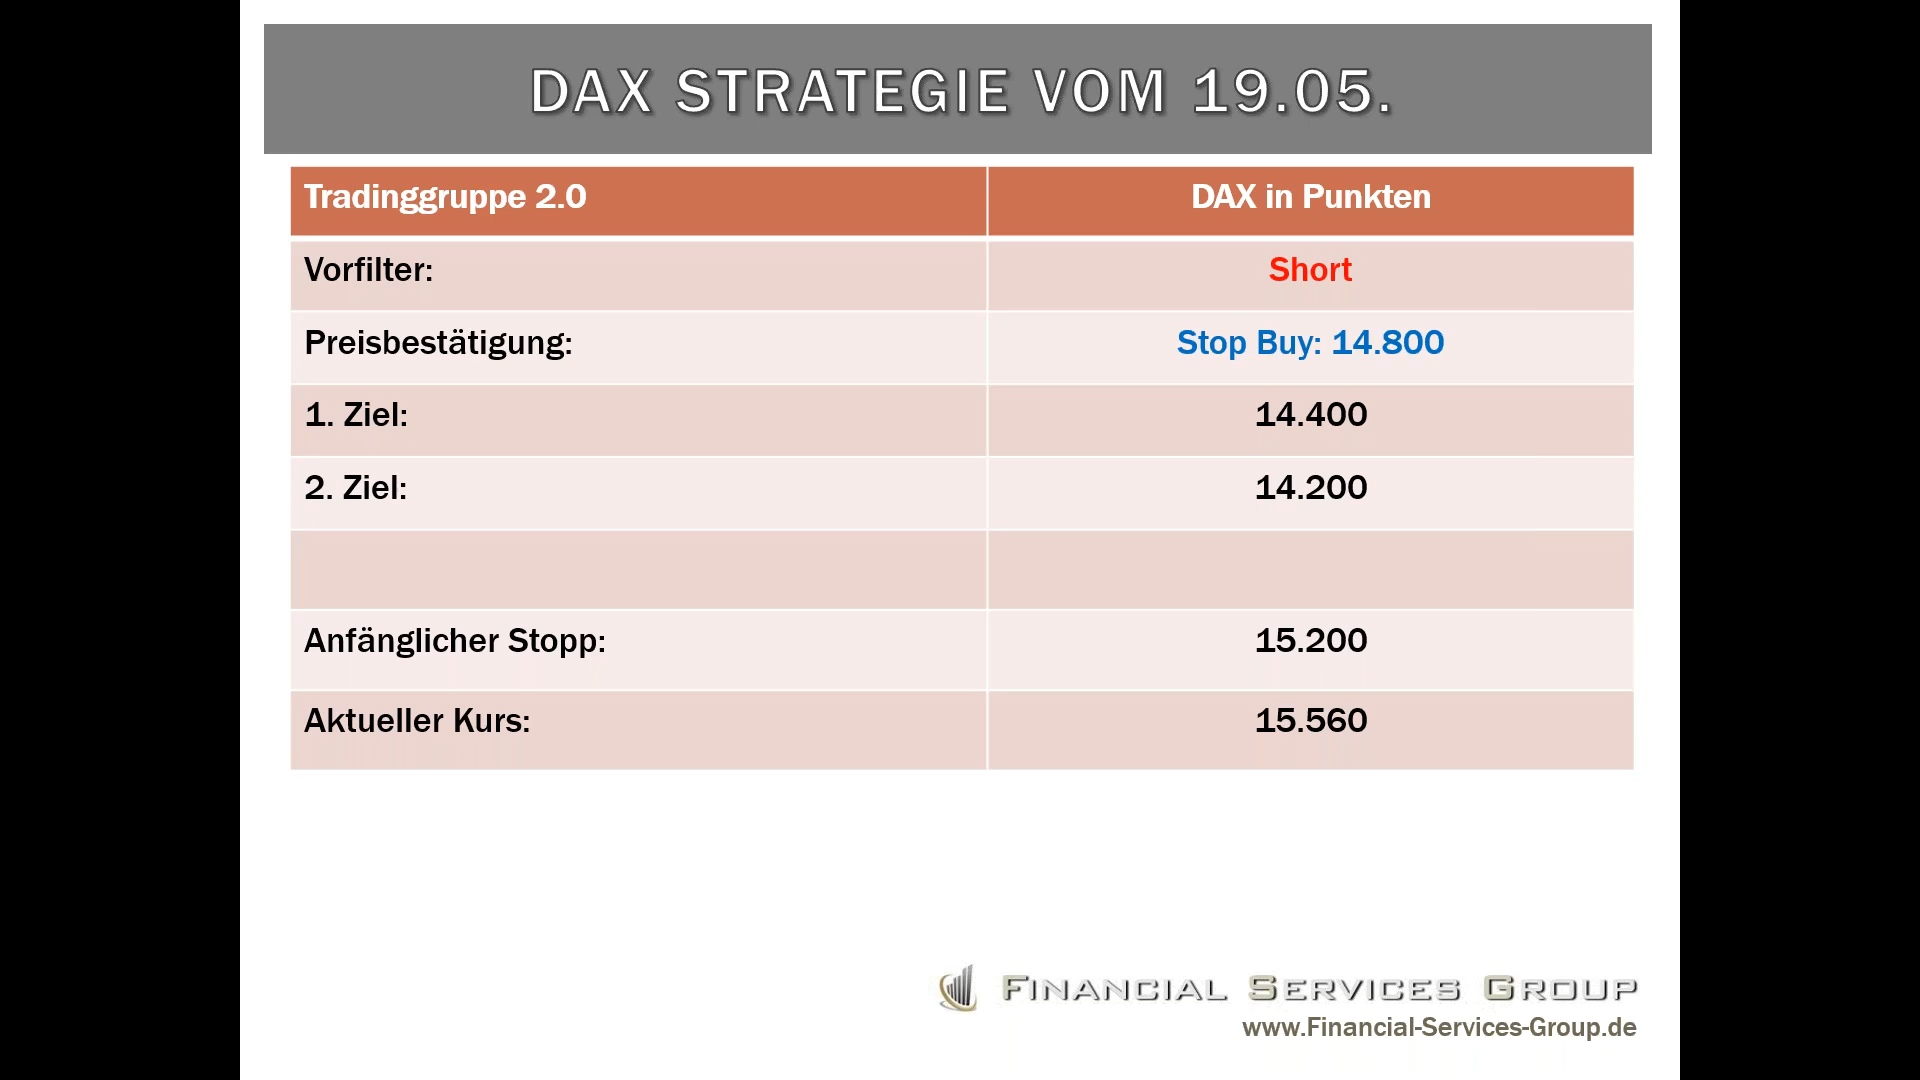 DAX STRATEGIE VOM 19.05.
Tradinggruppe 2.0 DAX in Punkten
Vorfilter: Short
Preisbestätigung: Stop Buy: 14.800
1. Ziel: 14.400
2. Ziel: 14.200
Anfänglicher Stopp: 15.200
Aktueller Kurs: 15.560
FINANCIAL SERVICES GROUP
www.Financial-Services-Group.de